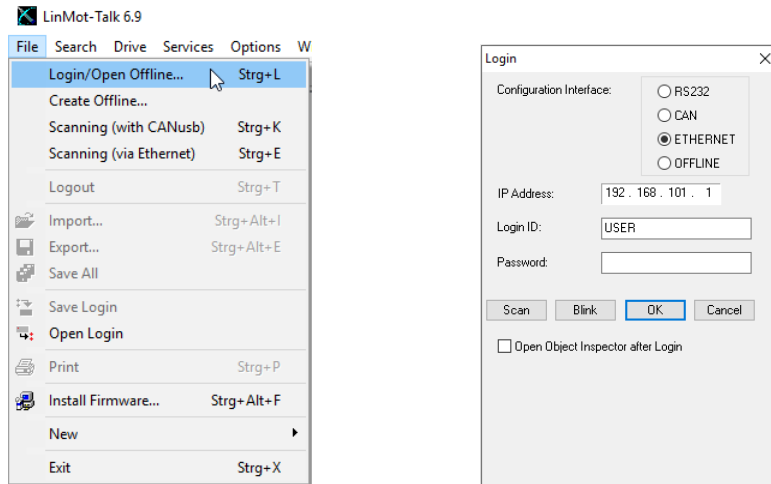 LinMot-Talk 6.9
File Search Drive Services Options W
Login/Open Offline... Strg+L
Create Offline...
Scanning (with CANusb) Strg+K
Scanning (via Ethernet) Strg+E
Logout Strg+T
Import... Strg+Alt+I
Export... Strg+Alt+E
Save All
Save Login
Open Login
Print Strg+P
Install Firmware... Strg+Alt+F
New
Exit Strg+X
Login
Configuration Interface:
RS232
CAN
ETHERNET
OFFLINE
IP Address: 192 . 168 . 101 . 1
Login ID: USER
Password:
Scan Blink OK Cancel
Open Object Inspector after Login